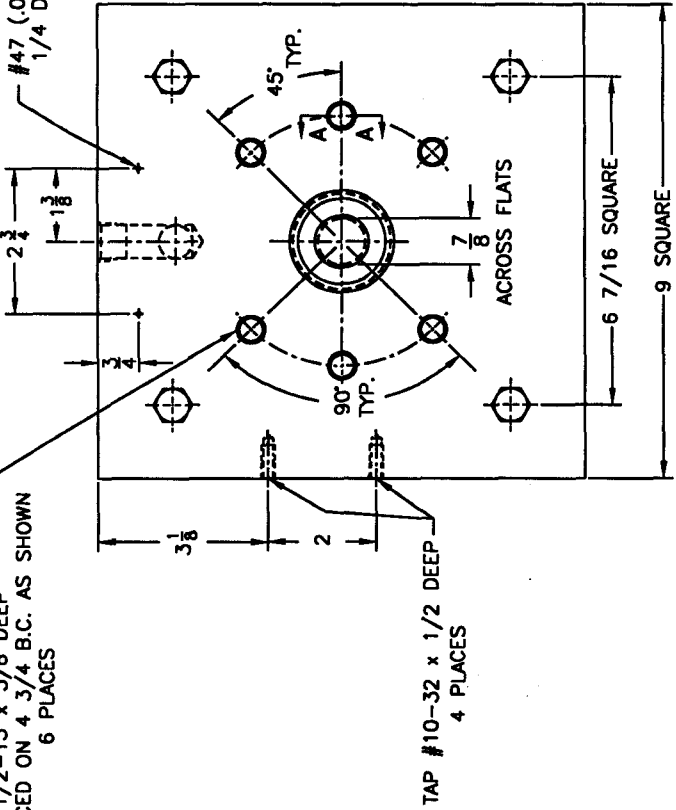 #47 (.0
1/4 D
2 3/4
1 3/8
3/4
45° TYP.
A
A
7/8
ACROSS FLATS
90° TYP.
6 7/16 SQUARE
9 SQUARE
3 1/8
2
1/2-13 x 5/8 DEEP
CED ON 4 3/4 B.C. AS SHOWN
6 PLACES
TAP #10-32 x 1/2 DEEP
4 PLACES